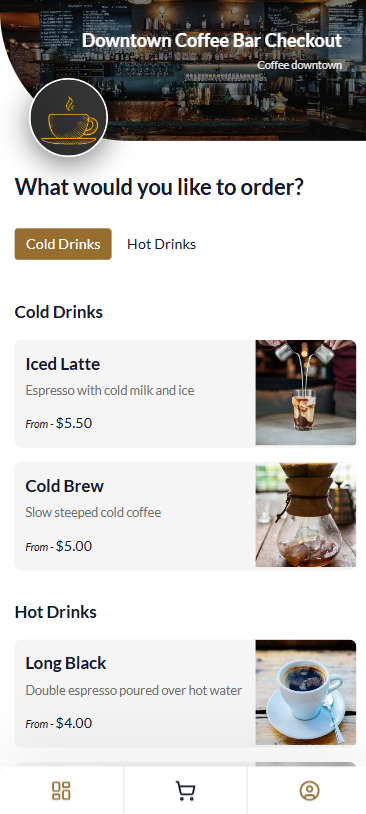 Downtown Coffee Bar Checkout
Coffee downtown
What would you like to order?
Cold Drinks
Hot Drinks
Cold Drinks
Iced Latte
Espresso with cold milk and ice
From - $5.50
Cold Brew
Slow steeped cold coffee
From - $5.00
Hot Drinks
Long Black
Double espresso poured over hot water
From - $4.00